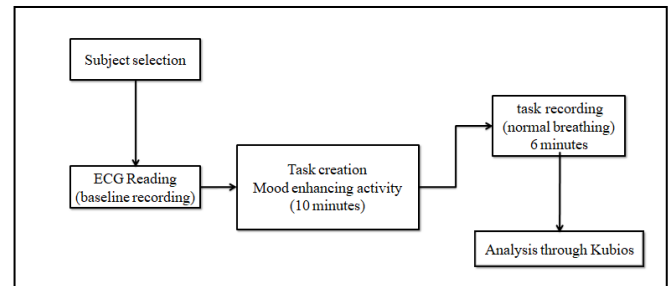 Subject selection
ECG Reading
(baseline recording)
Task creation
Mood enhancing activity
(10 minutes)
task recording
(normal breathing)
6 minutes
Analysis through Kubios